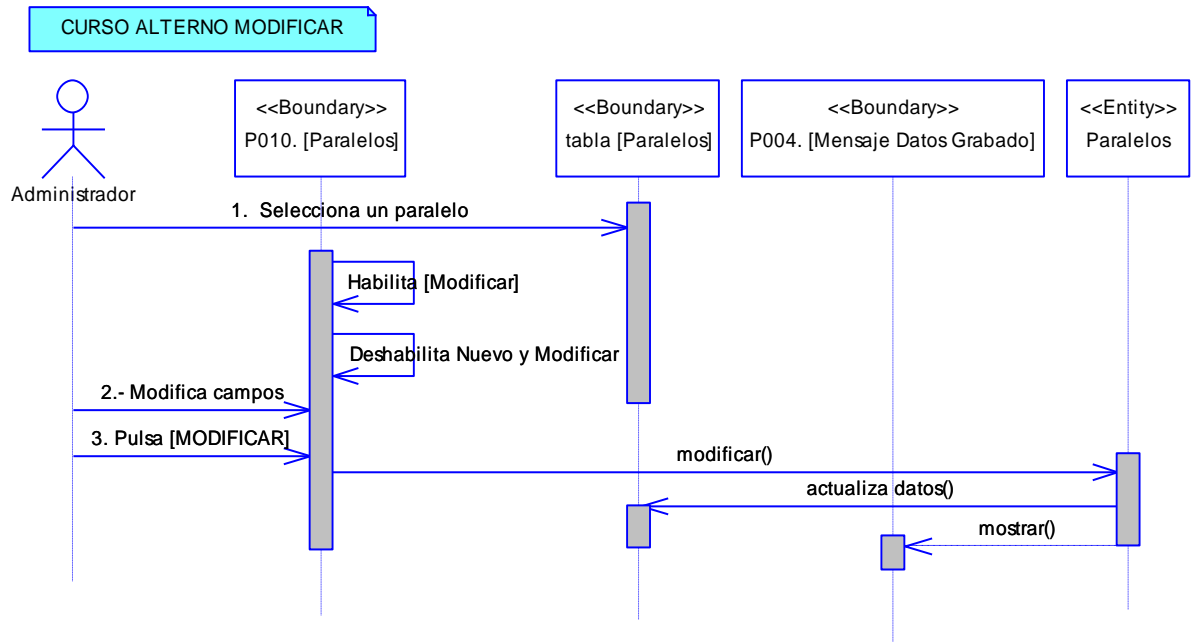 CURSO ALTERNO MODIFICAR
<<Boundary>>
P010. [Paralelos]
<<Boundary>>
tabla [Paralelos]
<<Boundary>>
P004. [Mensaje Datos Grabado]
<<Entity>>
Paralelos
Administrador
1.  Selecciona un paralelo
Habilita [Modificar]
Deshabilita Nuevo y Modificar
2.- Modifica campos
3. Pulsa [MODIFICAR]
modificar()
actualiza datos()
mostrar()